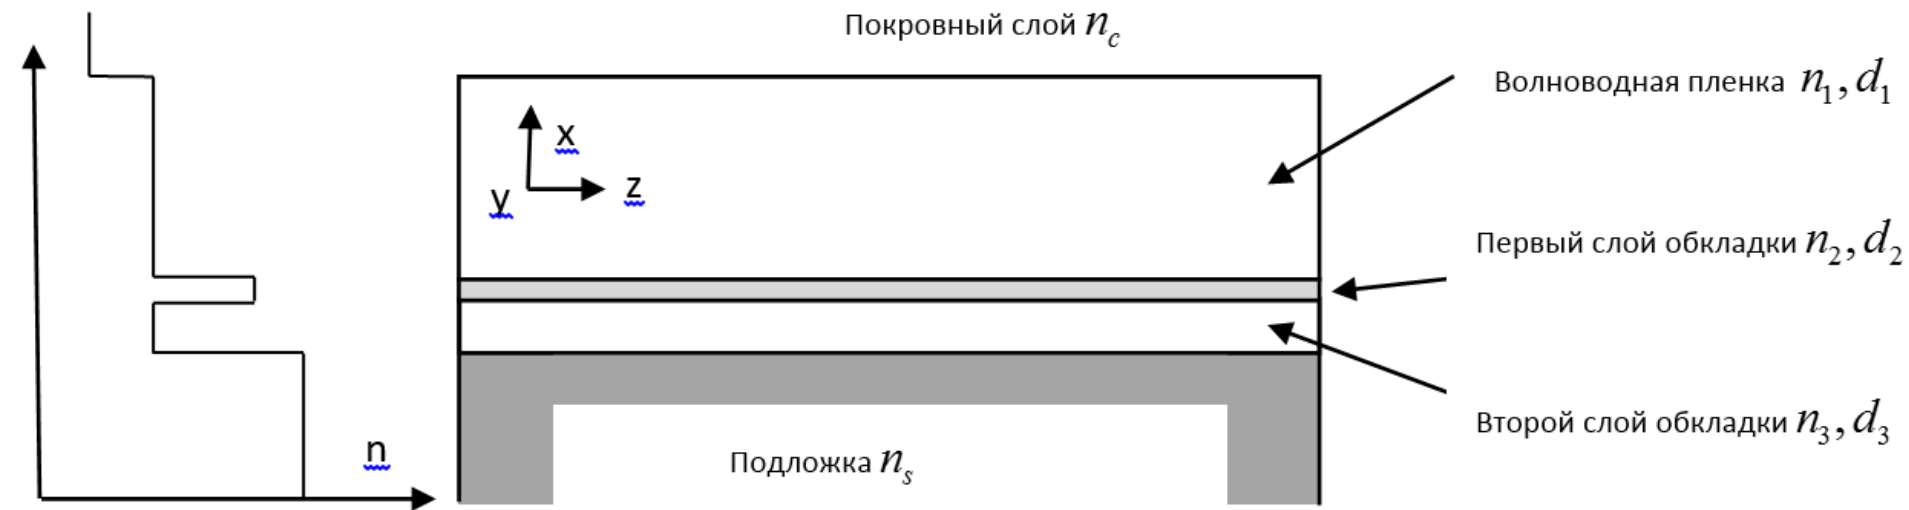 Покровный слой n_c
Волноводная пленка n_1, d_1
x
y
z
Первый слой обкладки n_2, d_2
Второй слой обкладки n_3, d_3
n
Подложка n_s